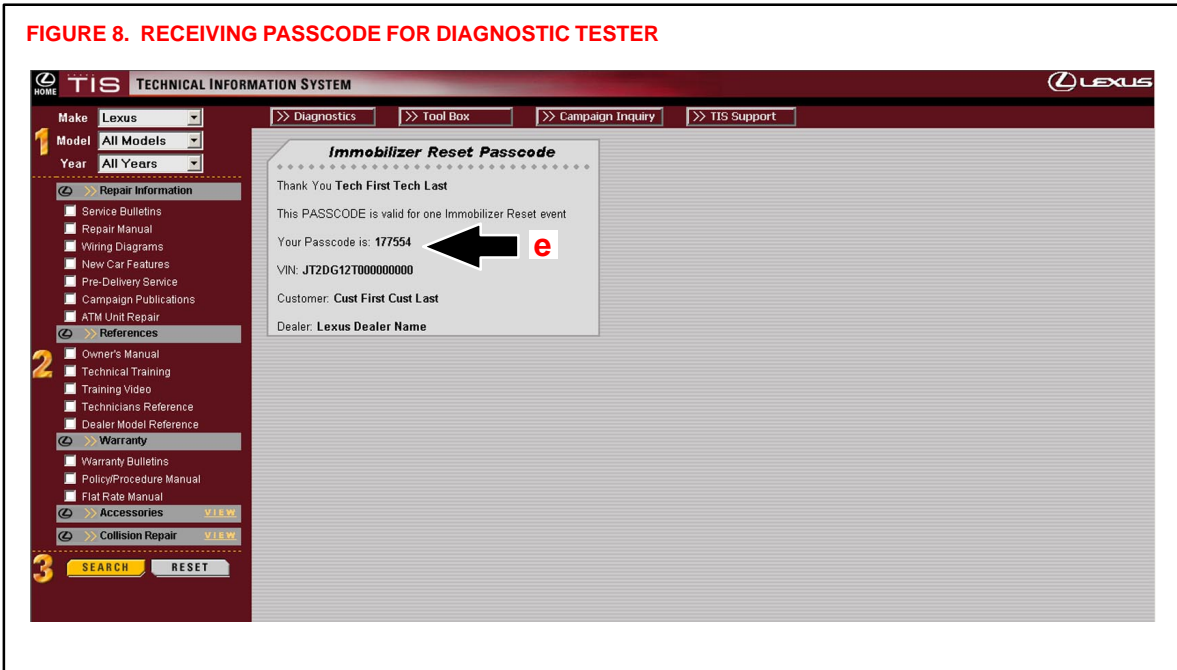 FIGURE 8. RECEIVING PASSCODE FOR DIAGNOSTIC TESTER
HOME TIS TECHNICAL INFORMATION SYSTEM LEXUS
Make Lexus
1 Model All Models
Year All Years
>> Diagnostics >> Tool Box >> Campaign Inquiry >> TIS Support
>> Repair Information
Service Bulletins
Repair Manual
Wiring Diagrams
New Car Features
Pre-Delivery Service
Campaign Publications
ATM Unit Repair
>> References
2 Owner's Manual
Technical Training
Training Video
Technicians Reference
Dealer Model Reference
>> Warranty
Warranty Bulletins
Policy/Procedure Manual
Flat Rate Manual
>> Accessories VIEW
>> Collision Repair VIEW
3 SEARCH RESET
Immobilizer Reset Passcode
Thank You Tech First Tech Last
This PASSCODE is valid for one Immobilizer Reset event
Your Passcode is: 177554 e
VIN: JT2DG12T000000000
Customer: Cust First Cust Last
Dealer: Lexus Dealer Name